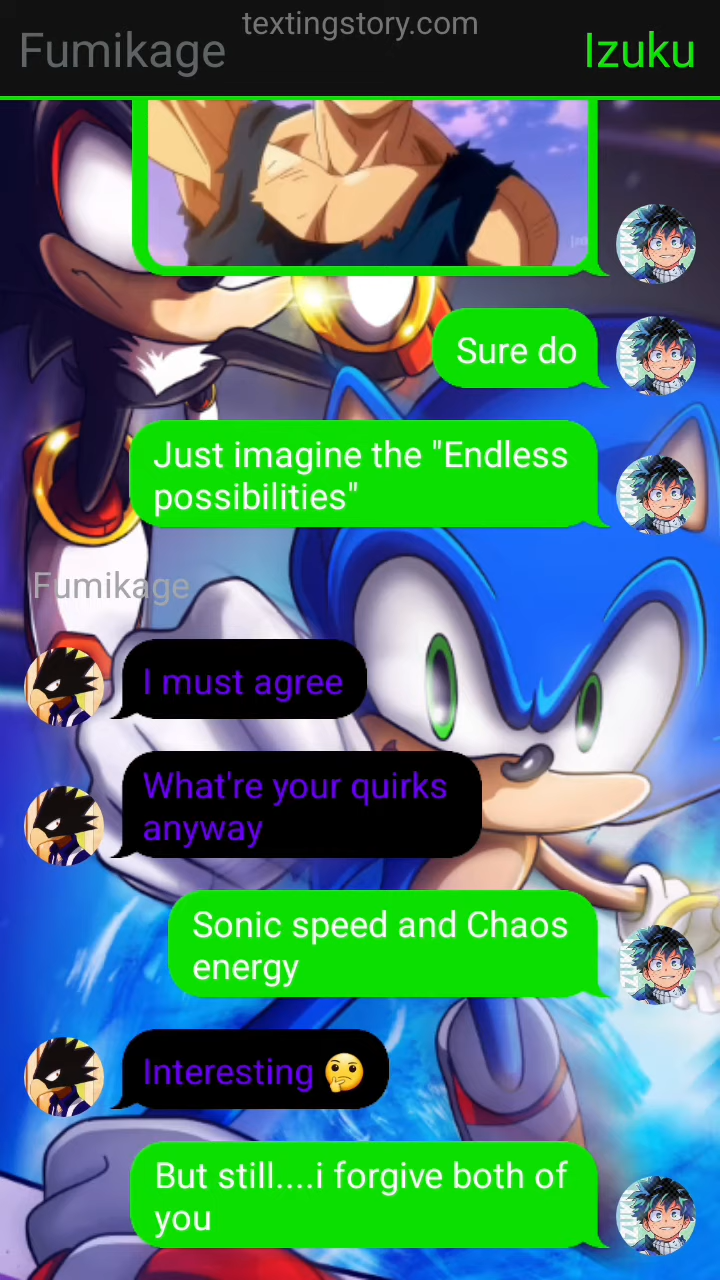 textingstory.com
Fumikage
Izuku
Sure do
Just imagine the "Endless
possibilities"
Fumikage
I must agree
What're your quirks
anyway
Sonic speed and Chaos
energy
Interesting 🤔
But still....i forgive both of
you